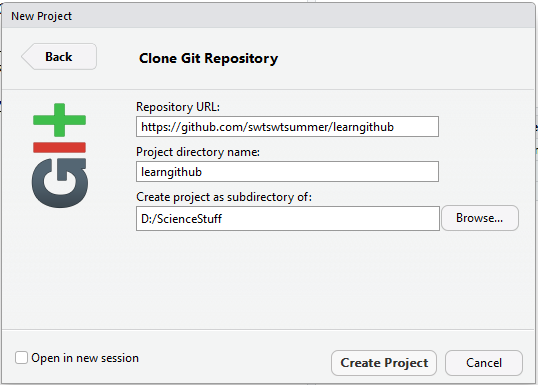 New Project
Back
Clone Git Repository
GIt
Repository URL:
https://github.com/swtswtsummer/learngithub
Project directory name:
learngithub
Create project as subdirectory of:
D:/ScienceStuff
Browse...
Open in new session
Create Project
Cancel